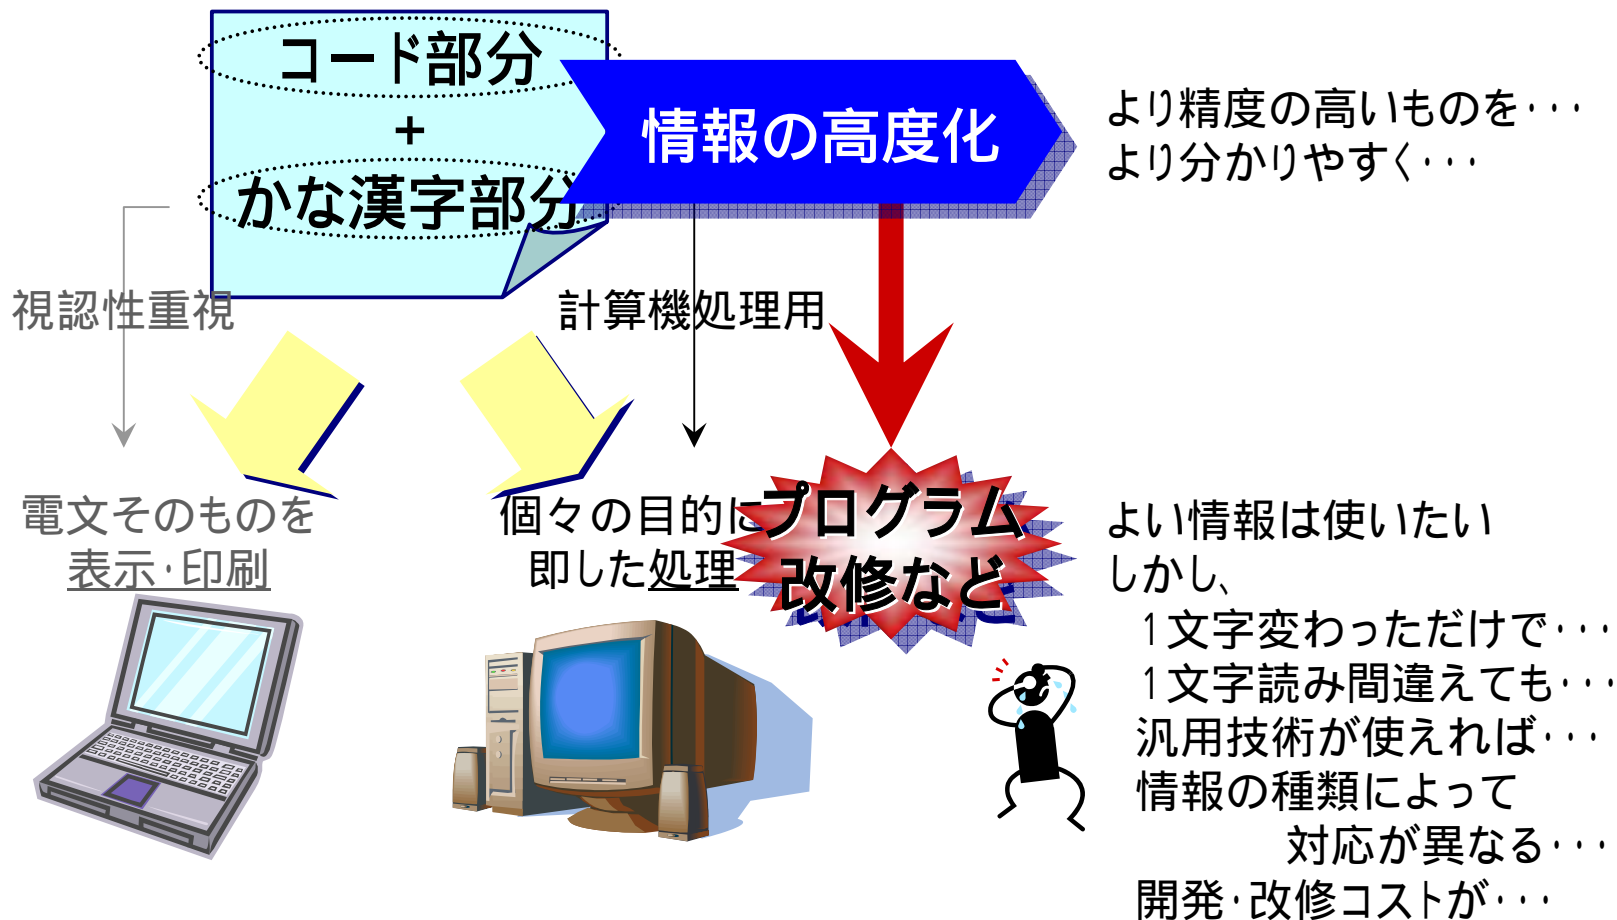 コード部分
+
かな漢字部分
情報の高度化
より精度の高いものを･･･
より分かりやすく･･･
視認性重視
計算機処理用
電文そのものを
表示･印刷
個々の目的に
即した処理
プログラム
改修など
よい情報は使いたい
しかし、
1文字変わっただけで･･･
1文字読み間違えても･･･
汎用技術が使えれば･･･
情報の種類によって
対応が異なる･･･
開発･改修コストが･･･